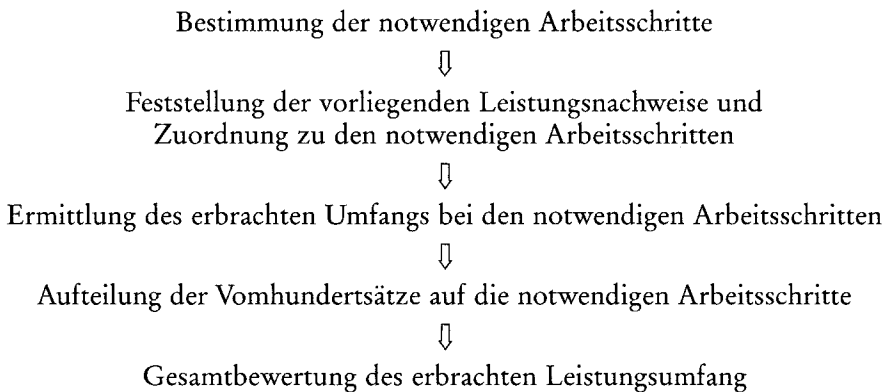 Bestimmung der notwendigen Arbeitsschritte
⇩
Feststellung der vorliegenden Leistungsnachweise und
Zuordnung zu den notwendigen Arbeitsschritten
⇩
Ermittlung des erbrachten Umfangs bei den notwendigen Arbeitsschritten
⇩
Aufteilung der Vomhundertsätze auf die notwendigen Arbeitsschritte
⇩
Gesamtbewertung des erbrachten Leistungsumfang